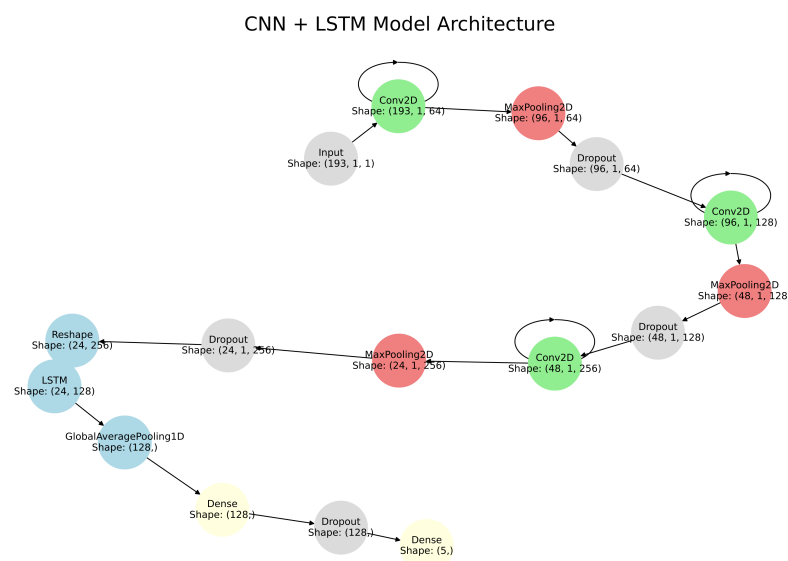 CNN + LSTM Model Architecture
Input
Shape: (193, 1, 1)
Conv2D
Shape: (193, 1, 64)
MaxPooling2D
Shape: (96, 1, 64)
Dropout
Shape: (96, 1, 64)
Conv2D
Shape: (96, 1, 128)
MaxPooling2D
Shape: (48, 1, 128
Dropout
Shape: (48, 1, 128)
Conv2D
Shape: (48, 1, 256)
MaxPooling2D
Shape: (24, 1, 256)
Dropout
Shape: (24, 1, 256)
Reshape
Shape: (24, 256)
LSTM
Shape: (24, 128)
GlobalAveragePooling1D
Shape: (128,)
Dense
Shape: (128,)
Dropout
Shape: (128,)
Dense
Shape: (5,)